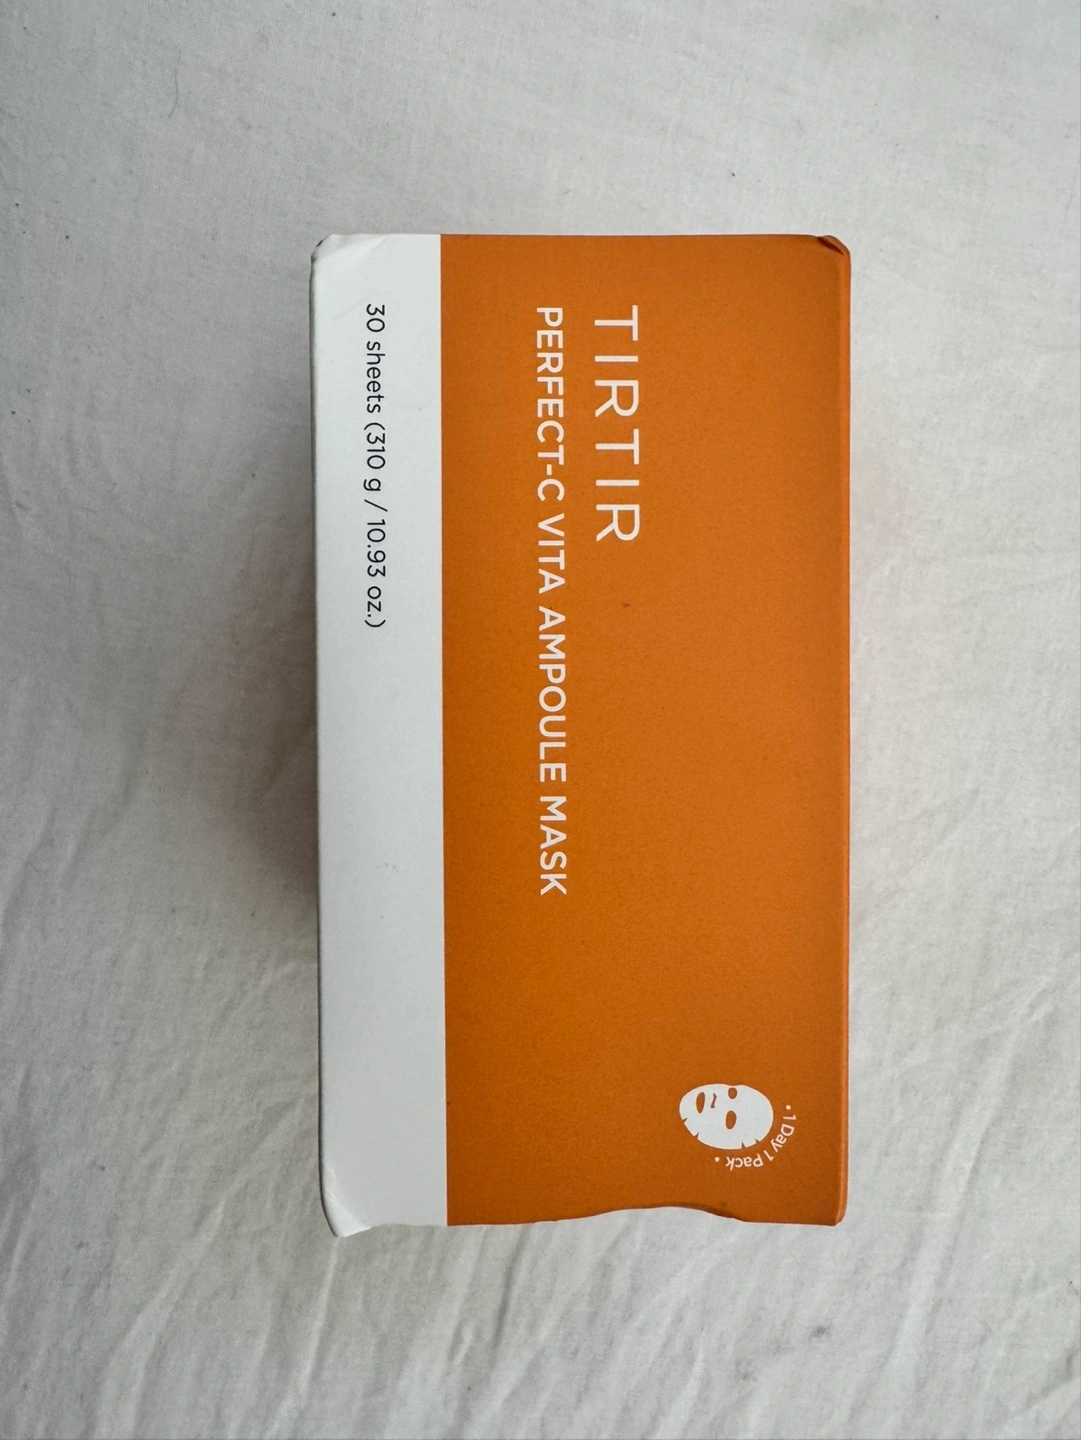 TIRTIR
PERFECT-C VITA AMPOULE MASK
• 1 Day 1 Pack •
30 sheets (310 g / 10.93 oz.)